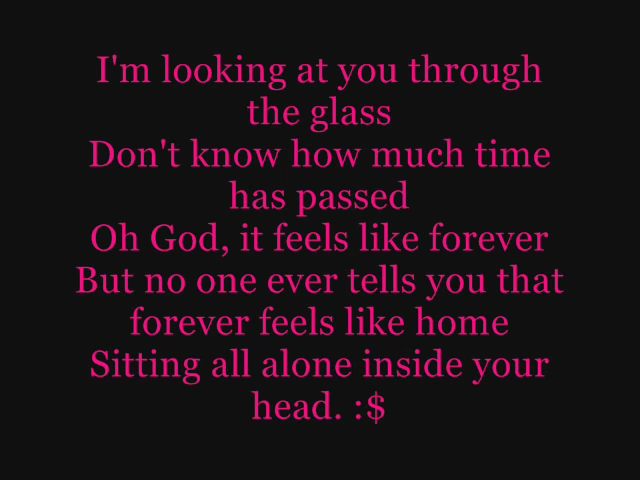 I'm looking at you through
the glass
Don't know how much time
has passed
Oh God, it feels like forever
But no one ever tells you that
forever feels like home
Sitting all alone inside your
head. :$